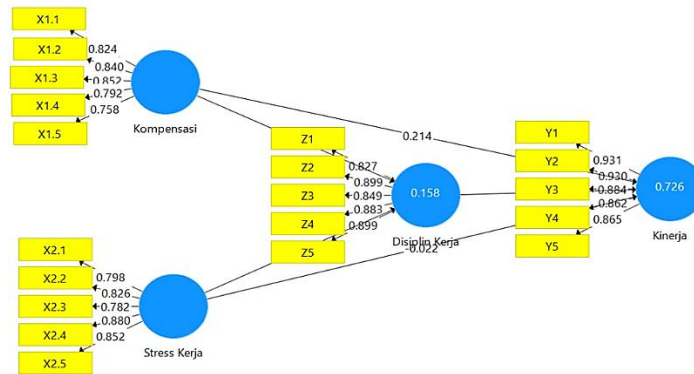 X1.1
X1.2
X1.3
X1.4
X1.5
0.824
0.840
0.852
0.792
0.758
Kompensasi
0.214
Z1
Z2
Z3
Z4
Z5
0.827
0.899
0.849
0.883
0.899
0.158
Disiplin Kerja
-0.022
Y1
Y2
Y3
Y4
Y5
0.931
0.930
0.884
0.862
0.865
0.726
Kinerja
X2.1
X2.2
X2.3
X2.4
X2.5
0.798
0.826
0.782
0.880
0.852
Stress Kerja